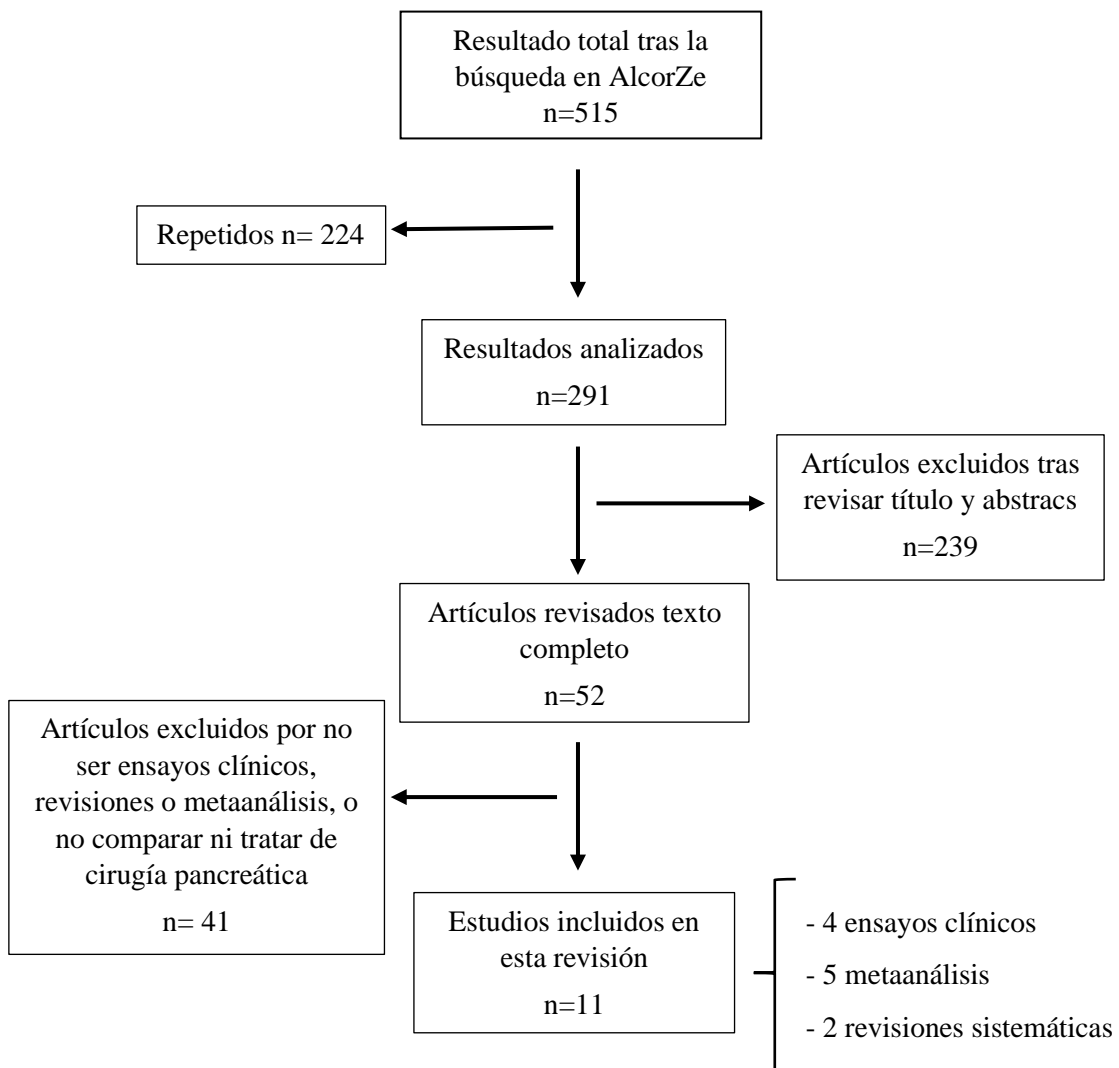 Resultado total tras la
búsqueda en AlcorZe
n=515
Repetidos n= 224
Resultados analizados
n=291
Artículos excluidos tras
revisar título y abstracs
n=239
Artículos revisados texto
completo
n=52
Artículos excluidos por no
ser ensayos clínicos,
revisiones o metaanálisis, o
no comparar ni tratar de
cirugía pancreática
n= 41
Estudios incluidos en
esta revisión
n=11
- 4 ensayos clínicos
- 5 metaanálisis
- 2 revisiones sistemáticas